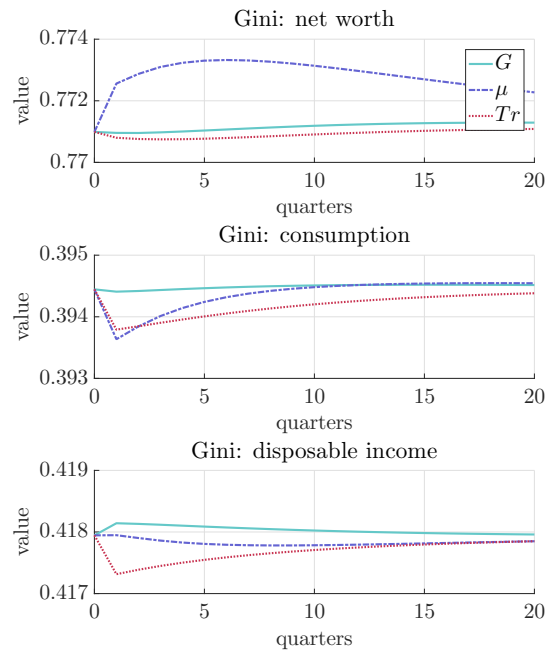 Gini: net worth
0.774
0.772
0.77
value
G
μ
Tr
0 5 10 15 20
quarters
Gini: consumption
0.395
0.394
0.393
value
0 5 10 15 20
quarters
Gini: disposable income
0.419
0.418
0.417
value
0 5 10 15 20
quarters